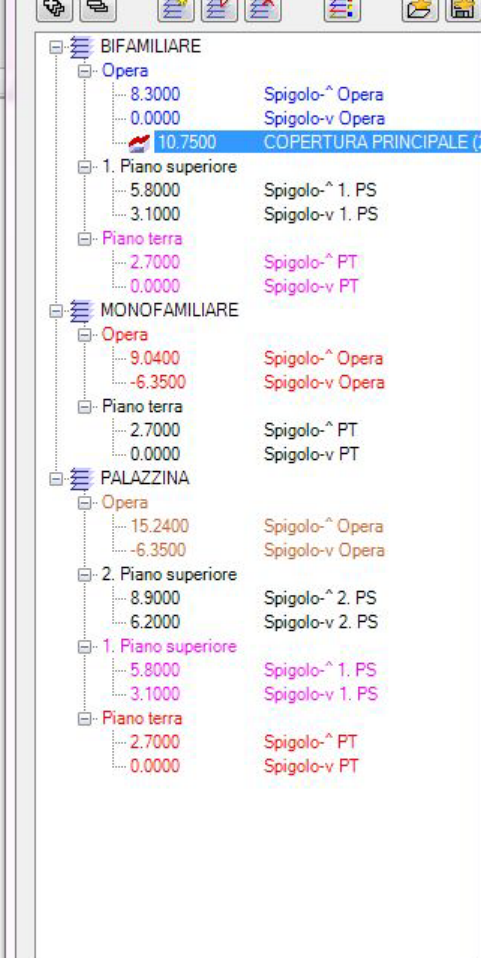 BIFAMILIARE
Opera
8.3000 Spigolo-^ Opera
0.0000 Spigolo-v Opera
10.7500 COPERTURA PRINCIPALE (
1. Piano superiore
5.8000 Spigolo-^ 1. PS
3.1000 Spigolo-v 1. PS
Piano terra
2.7000 Spigolo-^ PT
0.0000 Spigolo-v PT
MONOFAMILIARE
Opera
9.0400 Spigolo-^ Opera
-6.3500 Spigolo-v Opera
Piano terra
2.7000 Spigolo-^ PT
0.0000 Spigolo-v PT
PALAZZINA
Opera
15.2400 Spigolo-^ Opera
-6.3500 Spigolo-v Opera
2. Piano superiore
8.9000 Spigolo-^ 2. PS
6.2000 Spigolo-v 2. PS
1. Piano superiore
5.8000 Spigolo-^ 1. PS
3.1000 Spigolo-v 1. PS
Piano terra
2.7000 Spigolo-^ PT
0.0000 Spigolo-v PT